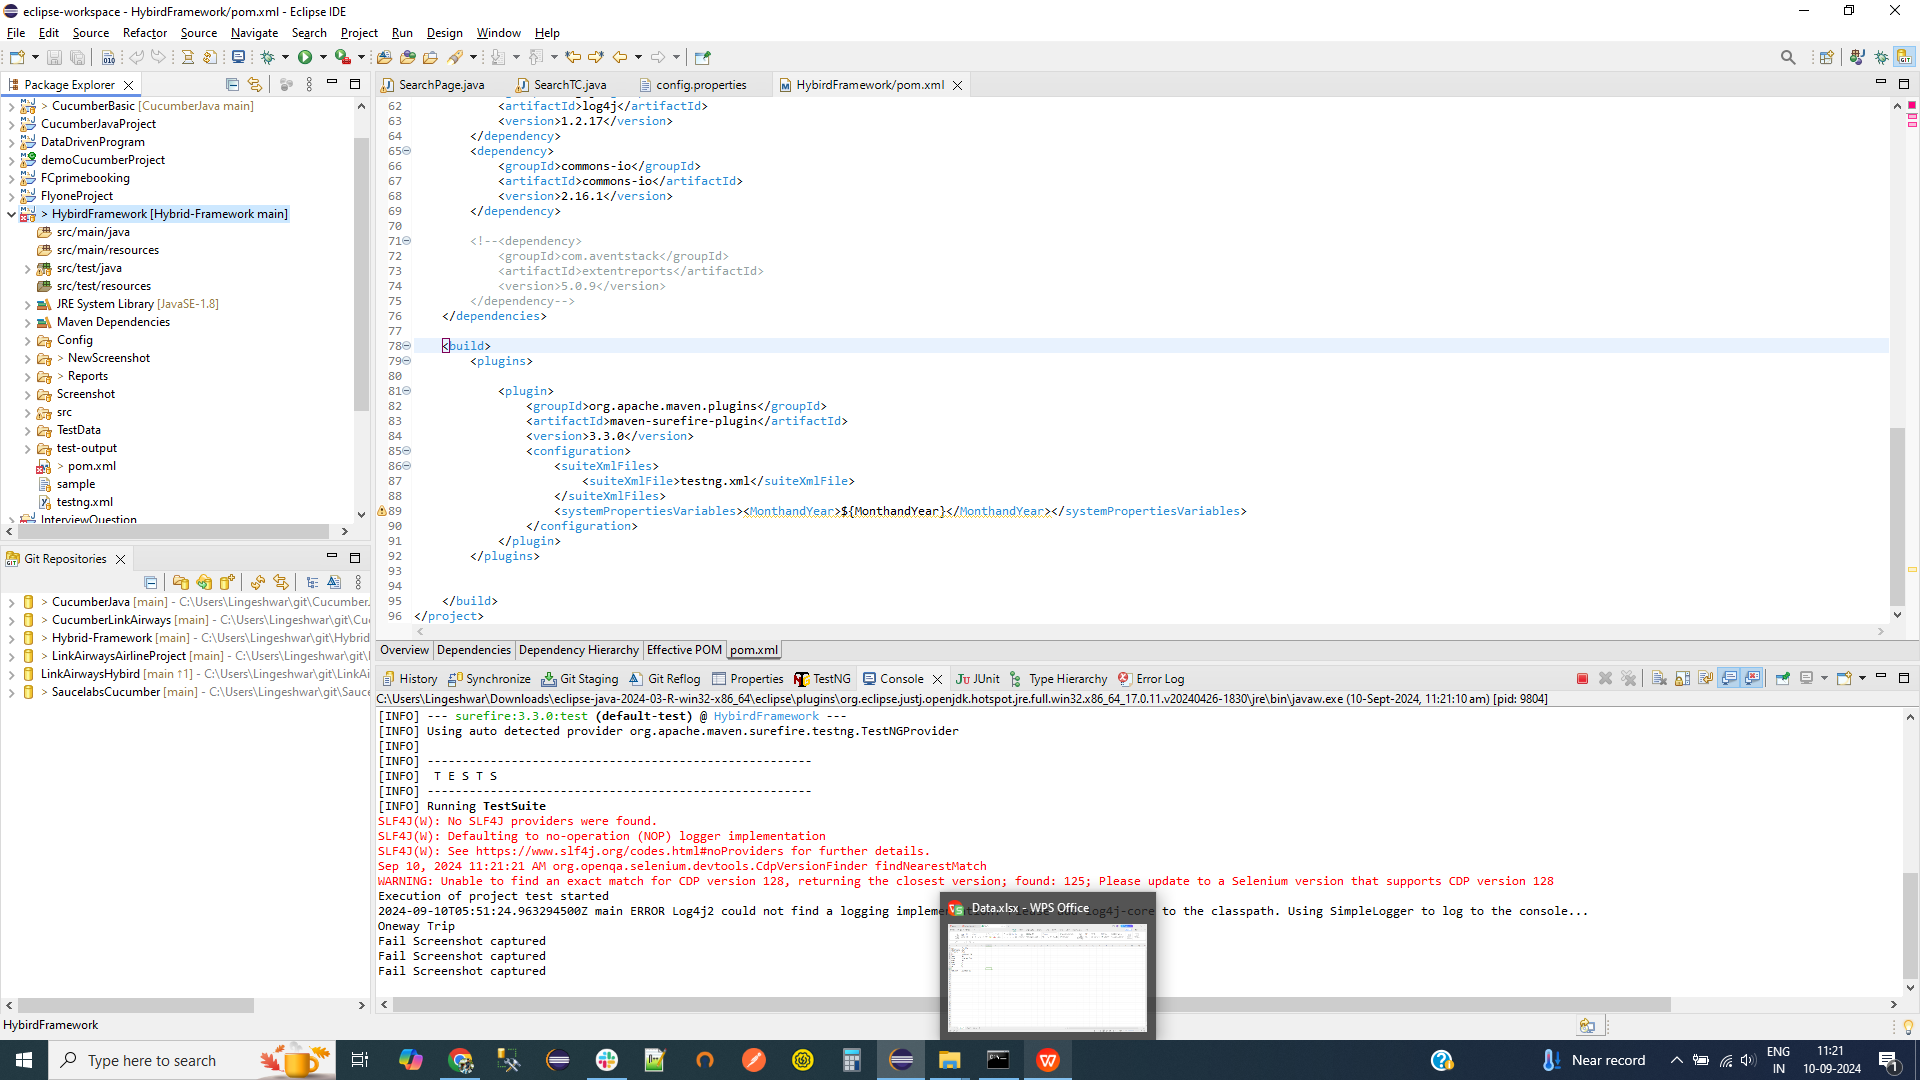 eclipse-workspace - HybirdFramework/pom.xml - Eclipse IDE
File Edit Source Refactor Source Navigate Search Project Run Design Window Help
Package Explorer
> CucumberBasic [CucumberJava main]
CucumberJavaProject
DataDrivenProgram
demoCucumberProject
FCprimebooking
FlyoneProject
> HybirdFramework [Hybrid-Framework main]
src/main/java
src/main/resources
src/test/java
src/test/resources
JRE System Library [JavaSE-1.8]
Maven Dependencies
Config
> NewScreenshot
> Reports
Screenshot
src
TestData
test-output
> pom.xml
sample
testng.xml
InterviewQuestion
Git Repositories
> CucumberJava [main] - C:\Users\Lingeshwar\git\Cucumber.
> CucumberLinkAirways [main] - C:\Users\Lingeshwar\git\Cu
> Hybrid-Framework [main] - C:\Users\Lingeshwar\git\Hybrid
> LinkAirwaysAirlineProject [main] - C:\Users\Lingeshwar\git\
LinkAirwaysHybird [main ↑1] - C:\Users\Lingeshwar\git\LinkAi
> SaucelabsCucumber [main] - C:\Users\Lingeshwar\git\Sauce
SearchPage.java SearchTC.java config.properties HybirdFramework/pom.xml
62 <artifactId>log4j</artifactId>
63 <version>1.2.17</version>
64 </dependency>
65 <dependency>
66 <groupId>commons-io</groupId>
67 <artifactId>commons-io</artifactId>
68 <version>2.16.1</version>
69 </dependency>
70
71 <!--<dependency>
72 <groupId>com.aventstack</groupId>
73 <artifactId>extentreports</artifactId>
74 <version>5.0.9</version>
75 </dependency-->
76 </dependencies>
77
78 <build>
79 <plugins>
80
81 <plugin>
82 <groupId>org.apache.maven.plugins</groupId>
83 <artifactId>maven-surefire-plugin</artifactId>
84 <version>3.3.0</version>
85 <configuration>
86 <suiteXmlFiles>
87 <suiteXmlFile>testng.xml</suiteXmlFile>
88 </suiteXmlFiles>
89 <systemPropertiesVariables><MonthandYear>${MonthandYear}</MonthandYear></systemPropertiesVariables>
90 </configuration>
91 </plugin>
92 </plugins>
93
94
95 </build>
96 </project>
Overview Dependencies Dependency Hierarchy Effective POM pom.xml
History Synchronize Git Staging Git Reflog Properties TestNG Console JUnit Type Hierarchy Error Log
C:\Users\Lingeshwar\Downloads\eclipse-java-2024-03-R-win32-x86_64\eclipse\plugins\org.eclipse.justj.openjdk.hotspot.jre.full.win32.x86_64_17.0.11.v20240426-1830\jre\bin\javaw.exe (10-Sept-2024, 11:21:10 am) [pid: 9804]
[INFO] --- surefire:3.3.0:test (default-test) @ HybirdFramework ---
[INFO] Using auto detected provider org.apache.maven.surefire.testng.TestNGProvider
[INFO]
[INFO] -------------------------------------------------------
[INFO] T E S T S
[INFO] -------------------------------------------------------
[INFO] Running TestSuite
SLF4J(W): No SLF4J providers were found.
SLF4J(W): Defaulting to no-operation (NOP) logger implementation
SLF4J(W): See https://www.slf4j.org/codes.html#noProviders for further details.
Sep 10, 2024 11:21:21 AM org.openqa.selenium.devtools.CdpVersionFinder findNearestMatch
WARNING: Unable to find an exact match for CDP version 128, returning the closest version; found: 125; Please update to a Selenium version that supports CDP version 128
Execution of project test started
2024-09-10T05:51:24.963294500Z main ERROR Log4j2 could not find a logging implem to the classpath. Using SimpleLogger to log to the console...
Oneway Trip
Fail Screenshot captured
Fail Screenshot captured
Fail Screenshot captured
Data.xlsx - WPS Office
HybirdFramework
Type here to search
Near record
ENG
IN
11:21
10-09-2024
1